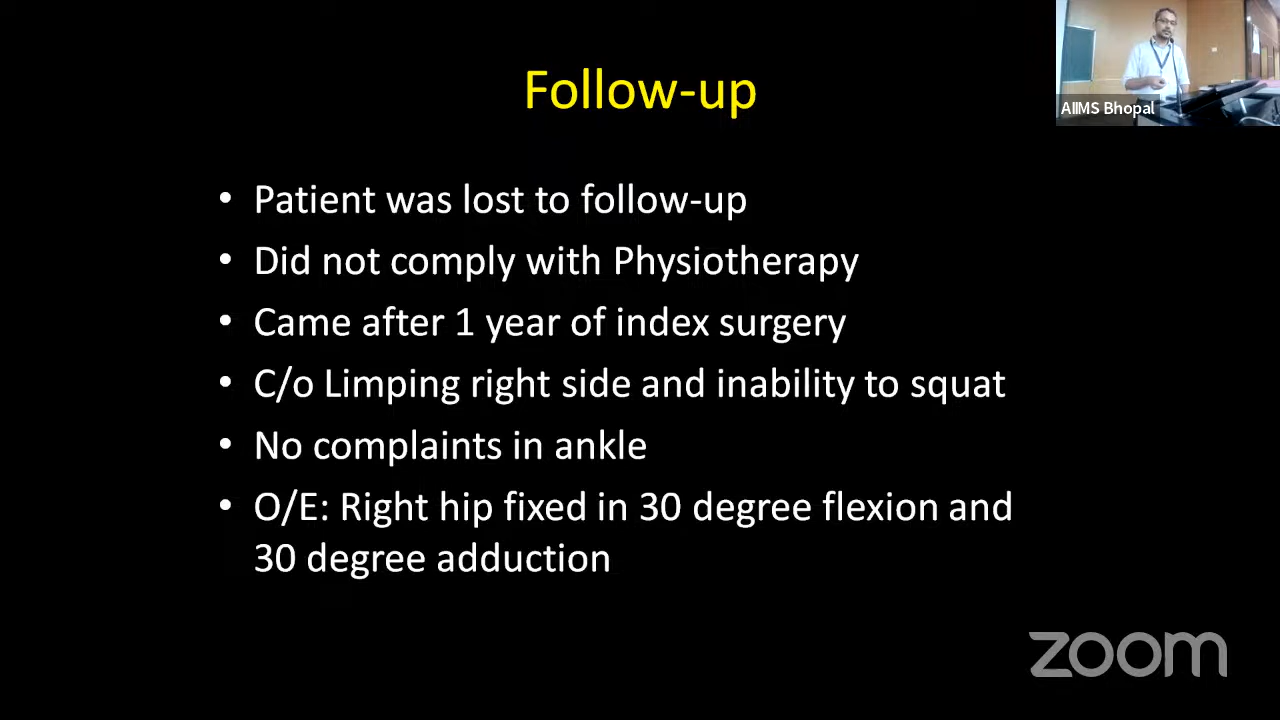 Follow-up
AIIMS Bhopal
• Patient was lost to follow-up
• Did not comply with Physiotherapy
• Came after 1 year of index surgery
• C/o Limping right side and inability to squat
• No complaints in ankle
• O/E: Right hip fixed in 30 degree flexion and
30 degree adduction
zoom